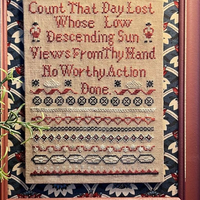 Count That Day Lost
Whose Low
Descending Sun
Views From Thy Hand
No Worthy Action
Done.